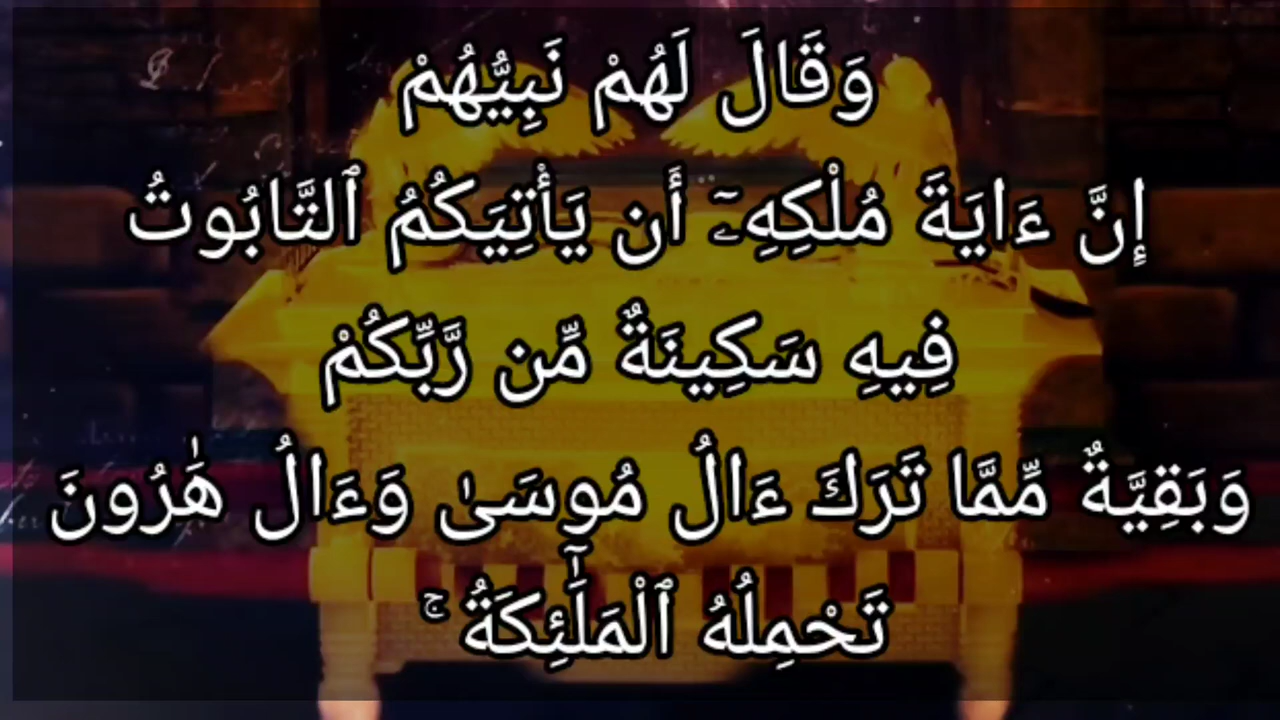 وَقَالَ لَهُمْ نَبِيُّهُمْ
إِنَّ ءَايَةَ مُلْكِهِۦٓ أَن يَأْتِيَكُمُ ٱلتَّابُوتُ
فِيهِ سَكِينَةٌ مِّن رَّبِّكُمْ
وَبَقِيَّةٌ مِّمَّا تَرَكَ ءَالُ مُوسَىٰ وَءَالُ هَٰرُونَ
تَحْمِلُهُ ٱلْمَلَٰٓئِكَةُ ۚ